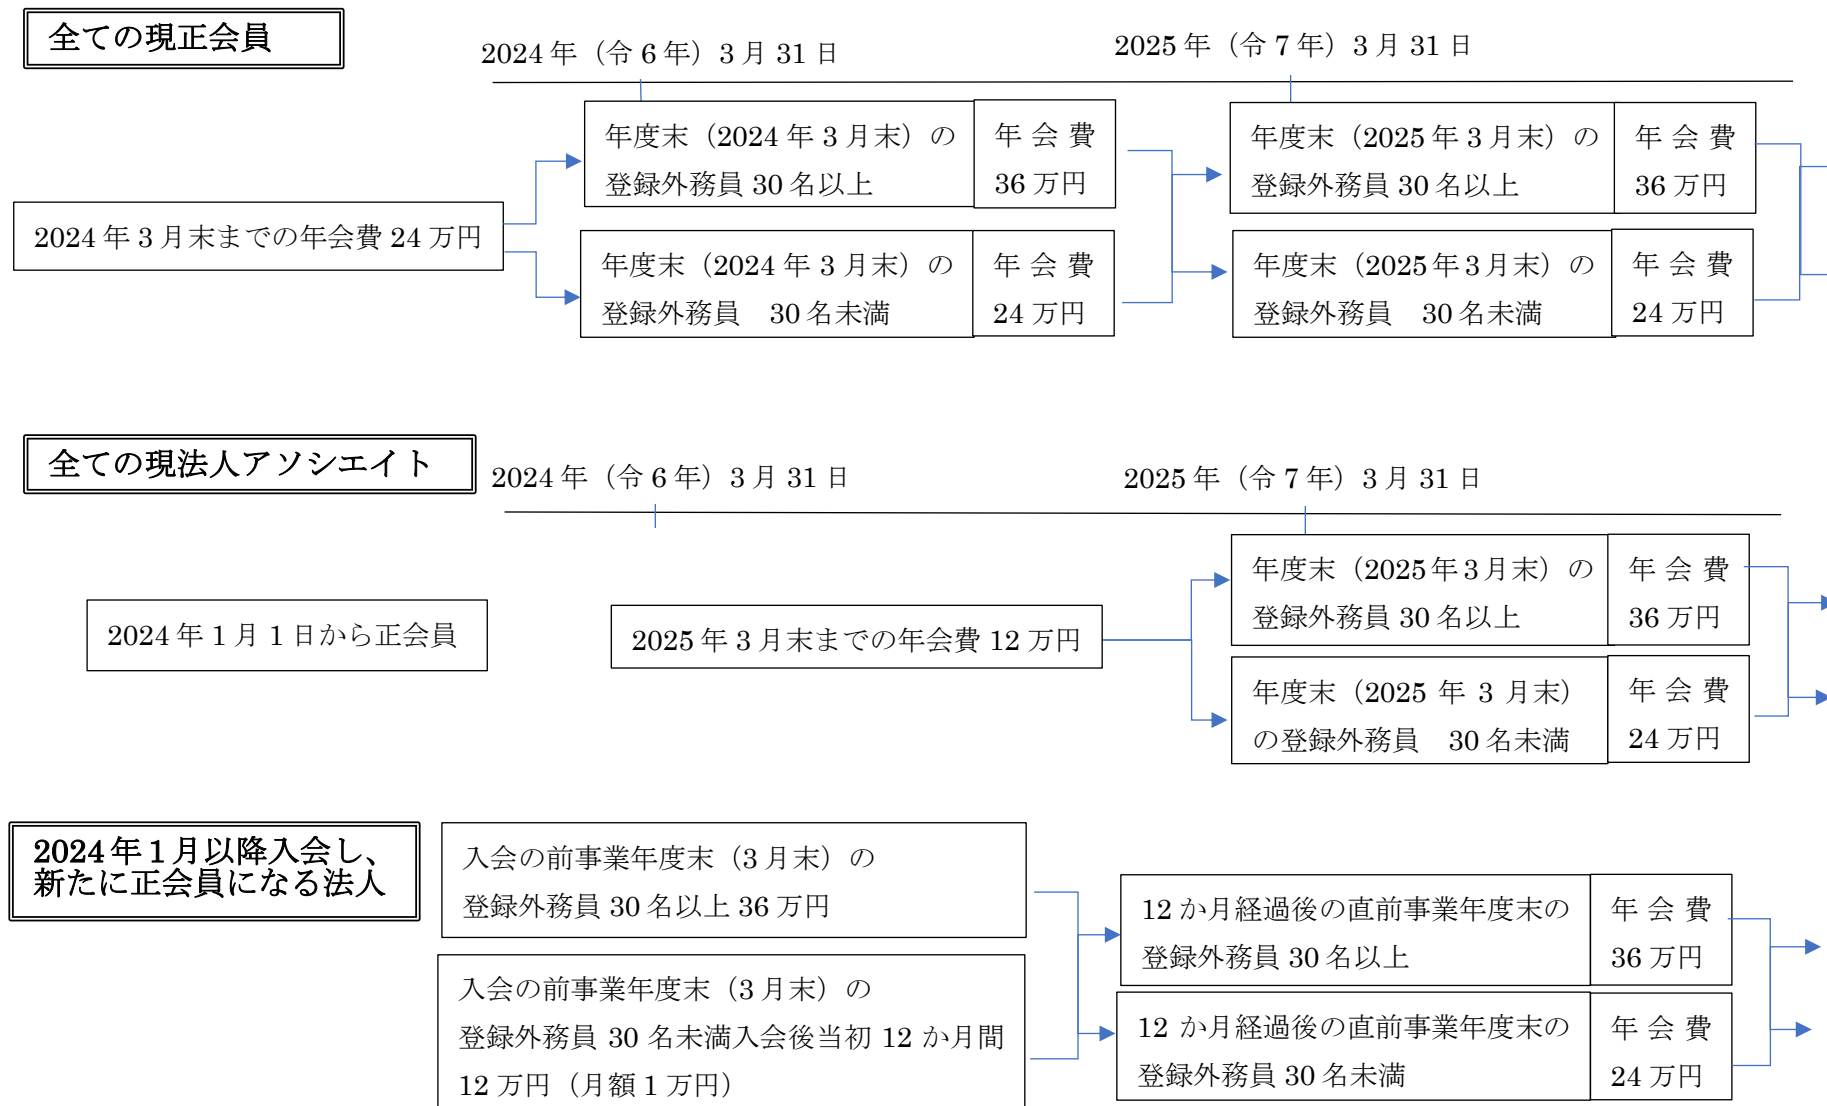 全ての現正会員
2024年（令6年）3月31日
2025年（令7年）3月31日
2024年3月末までの年会費24万円
年度末（2024年3月末）の
登録外務員30名以上
年会費
36万円
年度末（2024年3月末）の
登録外務員　30名未満
年会費
24万円
年度末（2025年3月末）の
登録外務員30名以上
年会費
36万円
年度末（2025年3月末）の
登録外務員　30名未満
年会費
24万円
全ての現法人アソシエイト
2024年（令6年）3月31日
2025年（令7年）3月31日
2024年1月1日から正会員
2025年3月末までの年会費12万円
年度末（2025年3月末）の
登録外務員30名以上
年会費
36万円
年度末（2025年3月末）
の登録外務員　30名未満
年会費
24万円
2024年1月以降入会し、
新たに正会員になる法人
入会の前事業年度末（3月末）の
登録外務員30名以上36万円
入会の前事業年度末（3月末）の
登録外務員30名未満入会後当初12か月間
12万円（月額1万円）
12か月経過後の直前事業年度末の
登録外務員30名以上
年会費
36万円
12か月経過後の直前事業年度末の
登録外務員30名未満
年会費
24万円